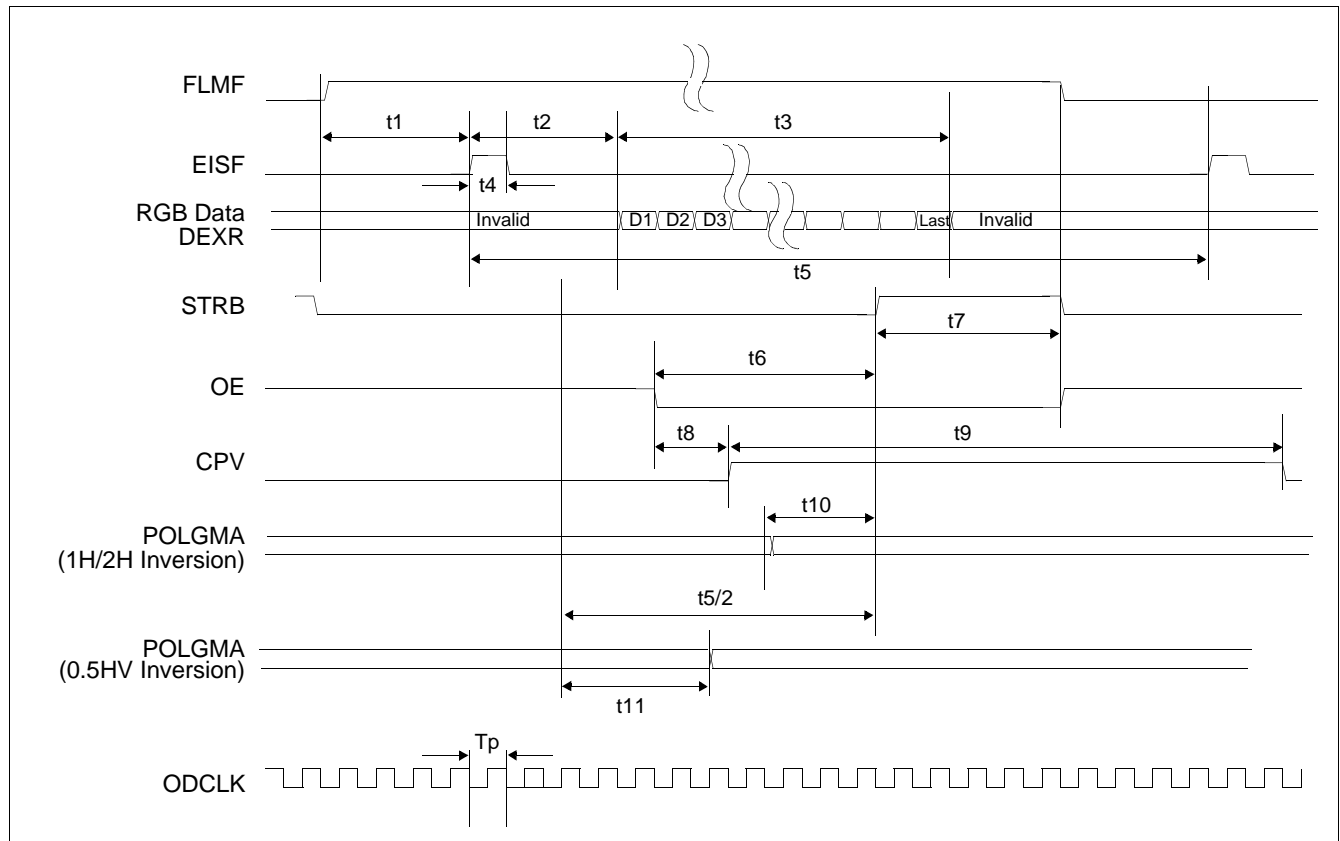 FLMF
t1
t2
t3
EISF
t4
RGB Data
DEXR
Invalid
D1
D2
D3
Last
Invalid
t5
STRB
t7
t6
OE
t8
t9
CPV
t10
POLGMA
(1H/2H Inversion)
t5/2
POLGMA
(0.5HV Inversion)
t11
Tp
ODCLK